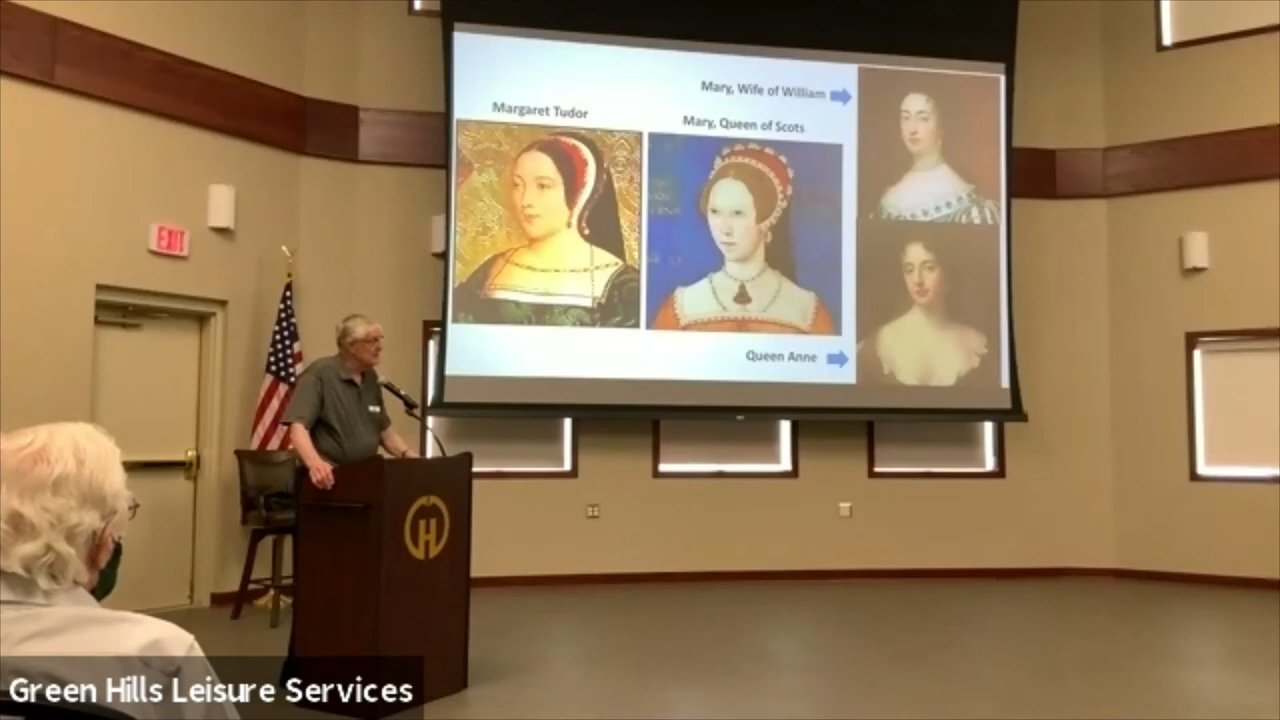 Mary, Wife of William
Margaret Tudor
Mary, Queen of Scots
EXIT
Queen Anne
H
Green Hills Leisure Services